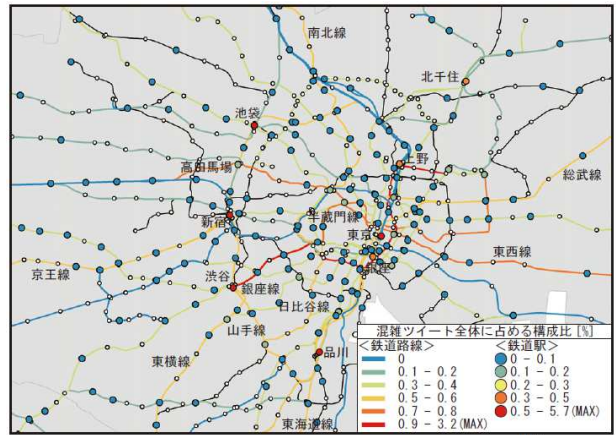 南北線
北千住
池袋
上野
高田馬場
総武線
新宿
半蔵門線
東京
東西線
京王線
銀座
渋谷
銀座線
日比谷線
山手線
品川
東横線
東海道線
混雑ツイート全体に占める構成比 [%]
<鉄道路線> <鉄道駅>
0 0 - 0.1
0.1 - 0.2 0.1 - 0.2
0.3 - 0.4 0.2 - 0.3
0.5 - 0.6 0.3 - 0.5
0.7 - 0.8 0.5 - 5.7(MAX)
0.9 - 3.2(MAX)